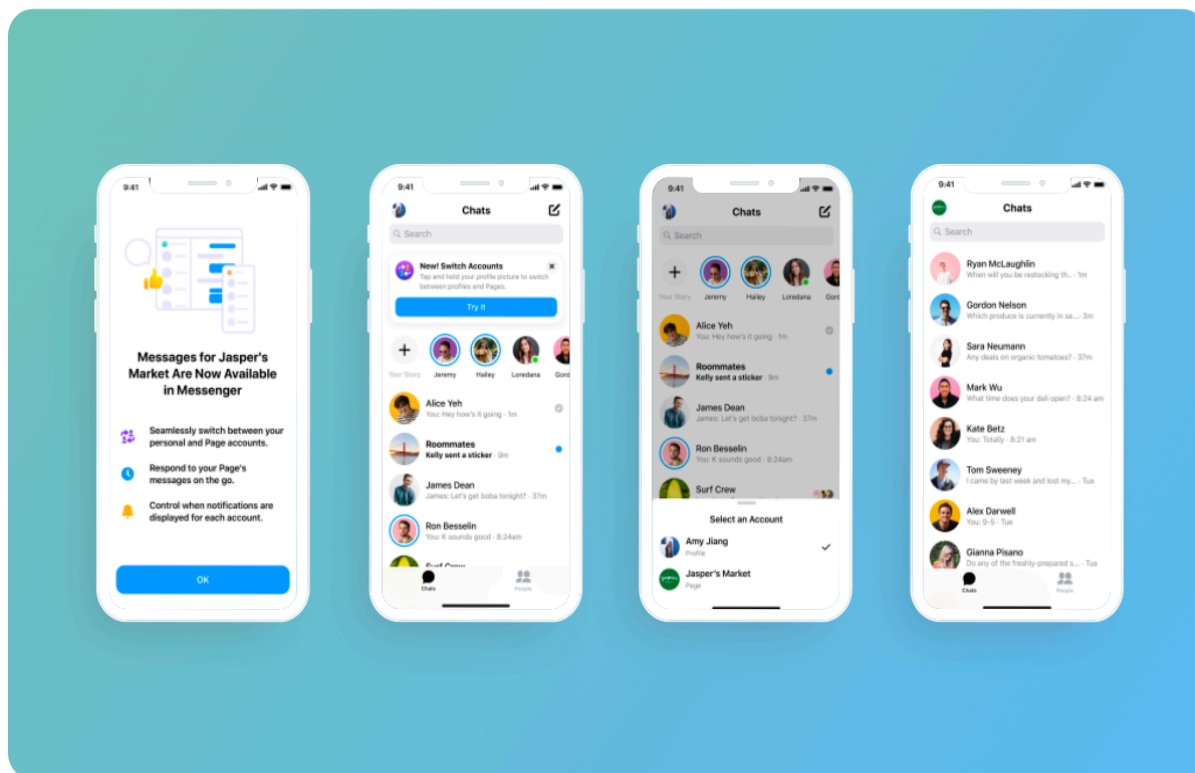 9:41
Messages for Jasper's
Market Are Now Available
in Messenger
Seamlessly switch between your
personal and Page accounts.
Respond to your Page's
messages on the go.
Control when notifications are
displayed for each account.
OK
9:41
Chats
Search
New! Switch Accounts
Tap and hold your profile picture to switch
between profiles and Pages.
Try It
Your Story Jeremy Hailey Loredana Gord
Alice Yeh
You: Hey how's it going · 1m
Roommates
Kelly sent a sticker · 9m
James Dean
James: Let's get boba tonight? · 37m
Ron Besselin
You: K sounds good · 8:24am
Surf Crew
Chats People
9:41
Chats
Search
Your Story Jeremy Hailey Loredana Gord
Alice Yeh
You: Hey how's it going · 1m
Roommates
Kelly sent a sticker · 9m
James Dean
James: Let's get boba tonight? · 37m
Ron Besselin
You: K sounds good · 8:24am
Surf Crew
Select an Account
Amy Jiang
Profile
Jasper's Market
Page
9:41
Chats
Search
Ryan McLaughlin
When will you be restocking th... · 1m
Gordon Nelson
Which produce is currently in se... · 3m
Sara Neumann
Any deals on organic tomatoes? · 37m
Mark Wu
What time does your deli open? · 8:24 am
Kate Betz
You: Totally · 8:21 am
Tom Sweeney
I came by last week and lost my... · Tue
Alex Darwell
You: 9-5 · Tue
Gianna Pisano
Do any of the freshly-prepared s... · Tue
Chats People